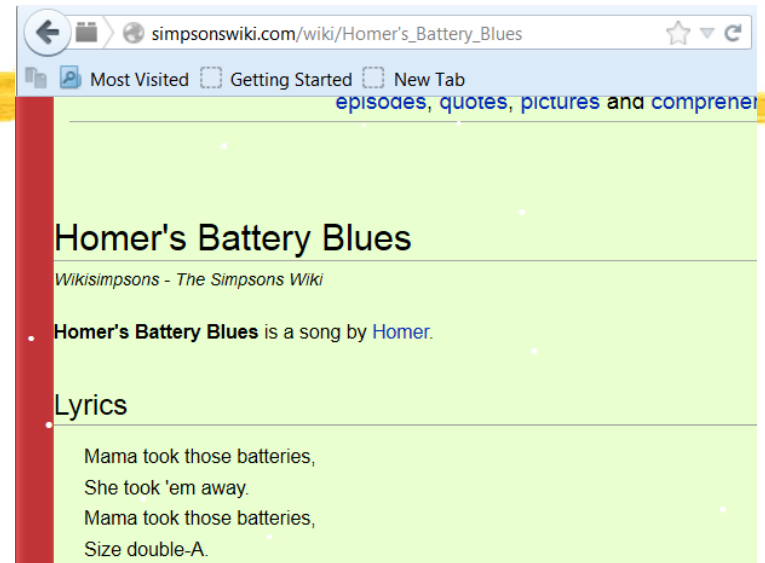 simpsonswiki.com/wiki/Homer's_Battery_Blues
Most Visited Getting Started New Tab
episodes, quotes, pictures and
Homer's Battery Blues
Wikisimpsons - The Simpsons Wiki
Homer's Battery Blues is a song by Homer.
Lyrics
Mama took those batteries,
She took 'em away.
Mama took those batteries,
Size double-A.